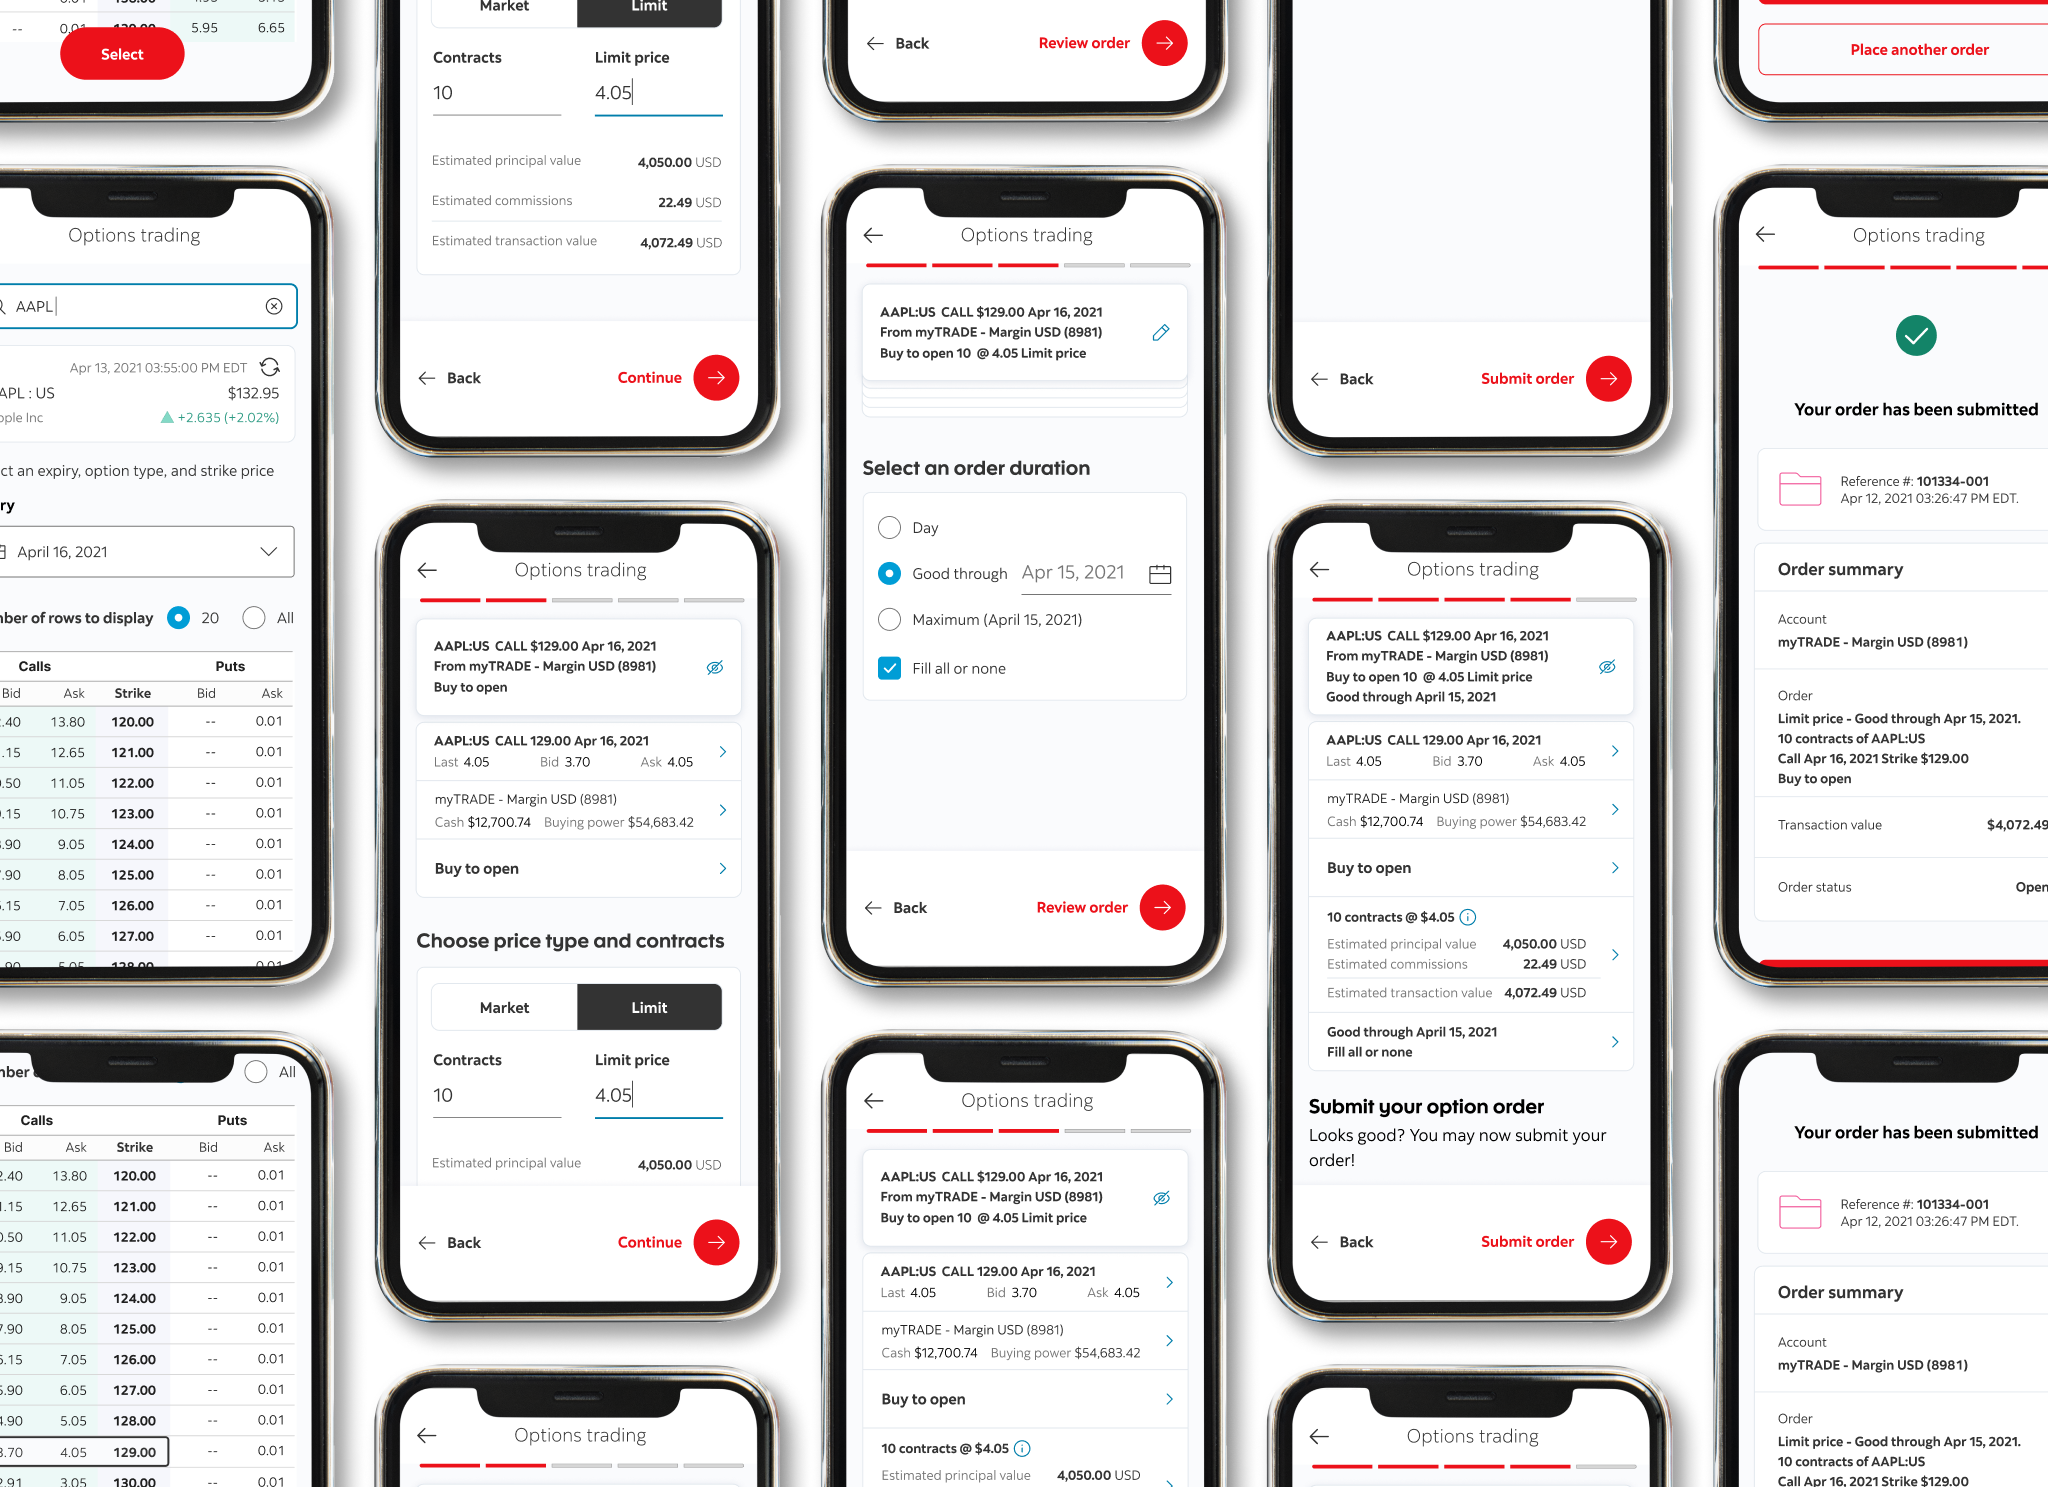 -- 0.01 5.95 6.65
Select
Options trading
AAPL
Apr 13, 2021 03:55:00 PM EDT
APL : US $132.95
ople Inc +2.635 (+2.02%)
ct an expiry, option type, and strike price
ry
April 16, 2021
ber of rows to display 20 All
Calls Puts
Bid Ask Strike Bid Ask
.40 13.80 120.00 -- 0.01
.15 12.65 121.00 -- 0.01
.50 11.05 122.00 -- 0.01
.15 10.75 123.00 -- 0.01
.90 9.05 124.00 -- 0.01
.90 8.05 125.00 -- 0.01
.15 7.05 126.00 -- 0.01
.90 6.05 127.00 -- 0.01
.90 5.05 128.00 0.01
mber All
Calls Puts
Bid Ask Strike Bid Ask
2.40 13.80 120.00 -- 0.01
.15 12.65 121.00 -- 0.01
0.50 11.05 122.00 -- 0.01
9.15 10.75 123.00 -- 0.01
8.90 9.05 124.00 -- 0.01
7.90 8.05 125.00 -- 0.01
6.15 7.05 126.00 -- 0.01
5.90 6.05 127.00 -- 0.01
4.90 5.05 128.00 -- 0.01
3.70 4.05 129.00 -- 0.01
2.91 3.05 130.00 -- 0.01
Market Limit
Contracts Limit price
10 4.05
Estimated principal value 4,050.00 USD
Estimated commissions 22.49 USD
Estimated transaction value 4,072.49 USD
Back Continue
Options trading
AAPL:US CALL $129.00 Apr 16, 2021
From myTRADE - Margin USD (8981)
Buy to open
AAPL:US CALL 129.00 Apr 16, 2021
Last 4.05 Bid 3.70 Ask 4.05
myTRADE - Margin USD (8981)
Cash $12,700.74 Buying power $54,683.42
Buy to open
Choose price type and contracts
Market Limit
Contracts Limit price
10 4.05
Estimated principal value 4,050.00 USD
Back Continue
Options trading
Back Review order
Options trading
AAPL:US CALL $129.00 Apr 16, 2021
From myTRADE - Margin USD (8981)
Buy to open 10 @ 4.05 Limit price
Select an order duration
Day
Good through Apr 15, 2021
Maximum (April 15, 2021)
Fill all or none
Back Review order
Options trading
AAPL:US CALL $129.00 Apr 16, 2021
From myTRADE - Margin USD (8981)
Buy to open 10 @ 4.05 Limit price
AAPL:US CALL 129.00 Apr 16, 2021
Last 4.05 Bid 3.70 Ask 4.05
myTRADE - Margin USD (8981)
Cash $12,700.74 Buying power $54,683.42
Buy to open
10 contracts @ $4.05
Estimated principal value 4,050.00 USD
Back Submit order
Options trading
AAPL:US CALL $129.00 Apr 16, 2021
From myTRADE - Margin USD (8981)
Buy to open 10 @ 4.05 Limit price
Good through April 15, 2021
AAPL:US CALL 129.00 Apr 16, 2021
Last 4.05 Bid 3.70 Ask 4.05
myTRADE - Margin USD (8981)
Cash $12,700.74 Buying power $54,683.42
Buy to open
10 contracts @ $4.05
Estimated principal value 4,050.00 USD
Estimated commissions 22.49 USD
Estimated transaction value 4,072.49 USD
Good through April 15, 2021
Fill all or none
Submit your option order
Looks good? You may now submit your
order!
Back Submit order
Options trading
Place another order
Options trading
Your order has been submitted
Reference #: 101334-001
Apr 12, 2021 03:26:47 PM EDT.
Order summary
Account
myTRADE - Margin USD (8981)
Order
Limit price - Good through Apr 15, 2021.
10 contracts of AAPL:US
Call Apr 16, 2021 Strike $129.00
Buy to open
Transaction value $4,072.49
Order status Open
Your order has been submitted
Reference #: 101334-001
Apr 12, 2021 03:26:47 PM EDT.
Order summary
Account
myTRADE - Margin USD (8981)
Order
Limit price - Good through Apr 15, 2021.
10 contracts of AAPL:US
Call Apr 16, 2021 Strike $129.00